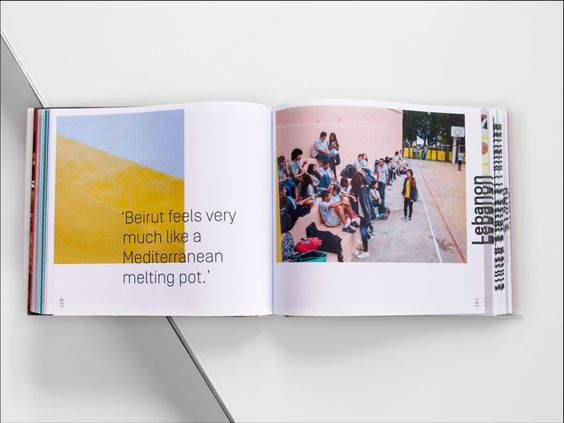 ‘Beirut feels very
much like a
Mediterranean
melting pot.’
Lebanon